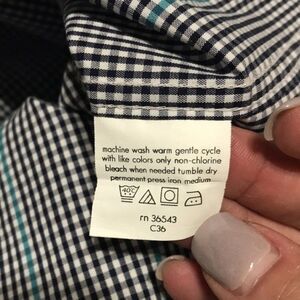 machine wash warm gentle cycle
with like colors only non-chlorine
bleach when needed tumble dry
permanent press iron medium
40C
rn 36543
C36